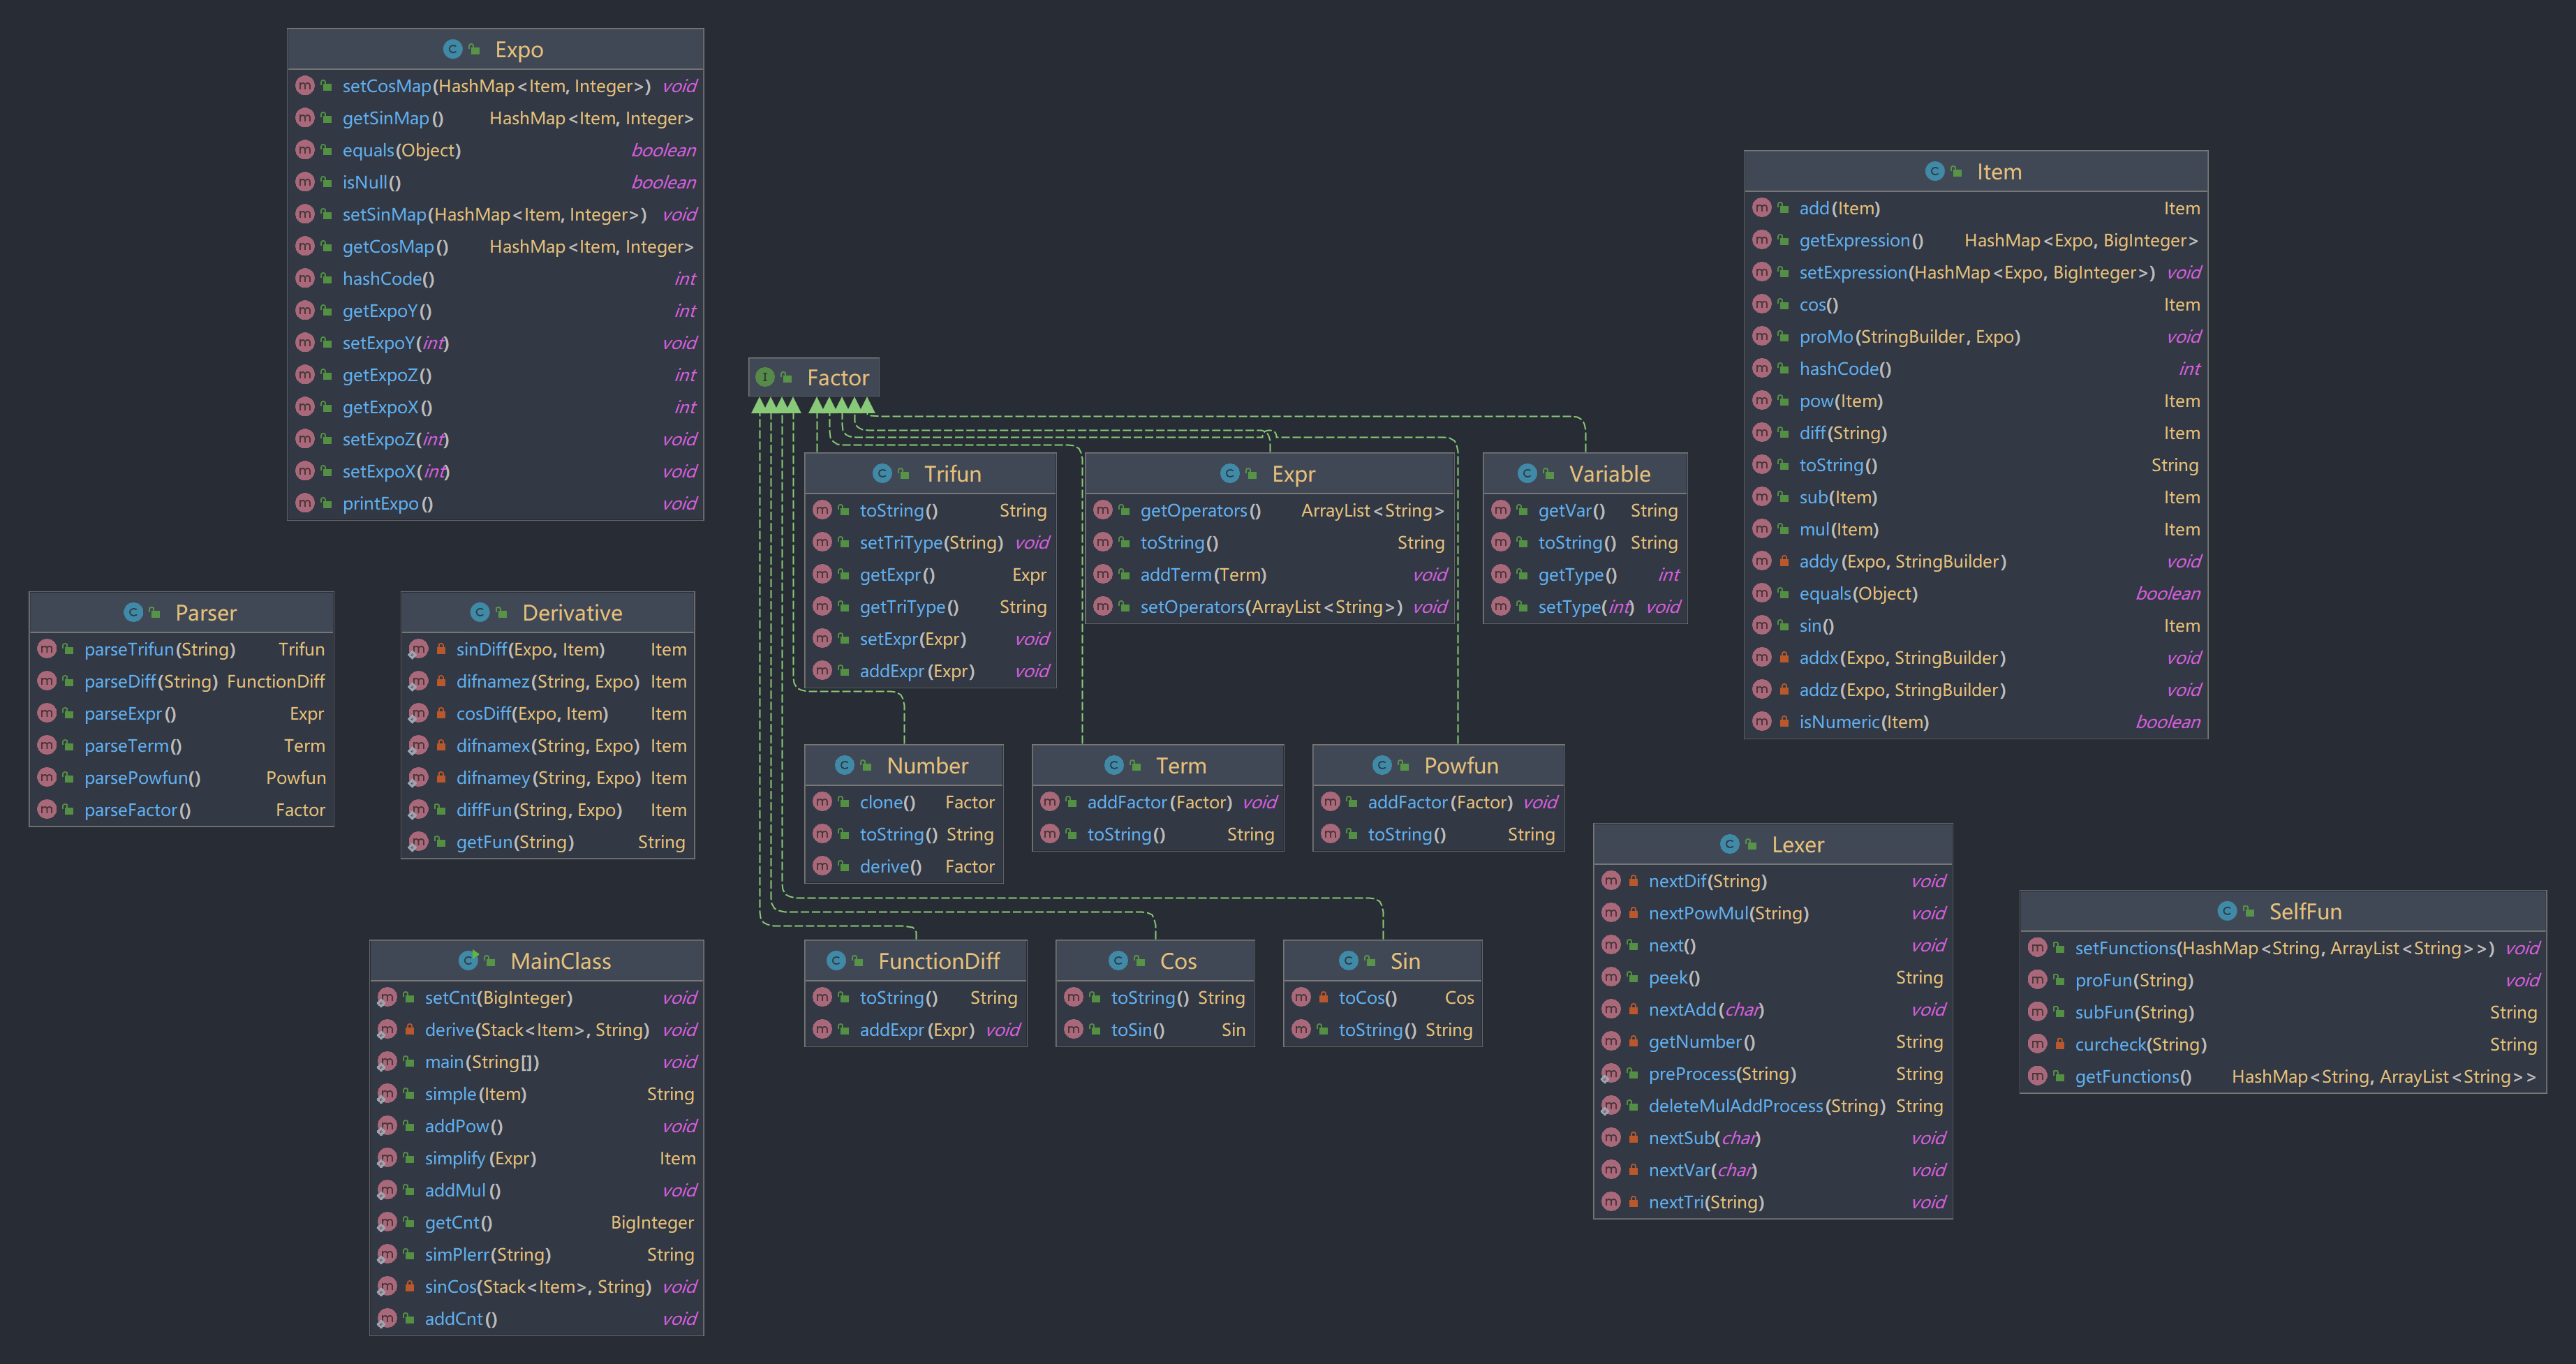 Expo
setCosMap(HashMap<Item, Integer>) void
getSinMap() HashMap<Item, Integer>
equals(Object) boolean
isNull() boolean
setSinMap(HashMap<Item, Integer>) void
getCosMap() HashMap<Item, Integer>
hashCode() int
getExpoY() int
setExpoY(int) void
getExpoZ() int
getExpoX() int
setExpoZ(int) void
setExpoX(int) void
printExpo() void
Item
add(Item) Item
getExpression() HashMap<Expo, BigInteger>
setExpression(HashMap<Expo, BigInteger>) void
cos() Item
proMo(StringBuilder, Expo) void
hashCode() int
pow(Item) Item
diff(String) Item
toString() String
sub(Item) Item
mul(Item) Item
addy(Expo, StringBuilder) void
equals(Object) boolean
sin() Item
addx(Expo, StringBuilder) void
addz(Expo, StringBuilder) void
isNumeric(Item) boolean
Factor
Trifun
toString() String
setTriType(String) void
getExpr() Expr
getTriType() String
setExpr(Expr) void
addExpr(Expr) void
Expr
getOperators() ArrayList<String>
toString() String
addTerm(Term) void
setOperators(ArrayList<String>) void
Variable
getVar() String
toString() String
getType() int
setType(int) void
Parser
parseTrifun(String) Trifun
parseDiff(String) FunctionDiff
parseExpr() Expr
parseTerm() Term
parsePowfun() Powfun
parseFactor() Factor
Derivative
sinDiff(Expo, Item) Item
difnamez(String, Expo) Item
cosDiff(Expo, Item) Item
difnamex(String, Expo) Item
difnamey(String, Expo) Item
diffFun(String, Expo) Item
getFun(String) String
Number
clone() Factor
toString() String
derive() Factor
Term
addFactor(Factor) void
toString() String
Powfun
addFactor(Factor) void
toString() String
Lexer
nextDif(String) void
nextPowMul(String) void
next() void
peek() String
nextAdd(char) void
getNumber() String
preProcess(String) String
deleteMulAddProcess(String) String
nextSub(char) void
nextVar(char) void
nextTri(String) void
SelfFun
setFunctions(HashMap<String, ArrayList<String>>) void
proFun(String) void
subFun(String) String
curcheck(String) String
getFunctions() HashMap<String, ArrayList<String>>
MainClass
setCnt(BigInteger) void
derive(Stack<Item>, String) void
main(String[]) void
simple(Item) String
addPow() void
simplify(Expr) Item
addMul() void
getCnt() BigInteger
simPlerr(String) String
sinCos(Stack<Item>, String) void
addCnt() void
FunctionDiff
toString() String
addExpr(Expr) void
Cos
toString() String
toSin() Sin
Sin
toCos() Cos
toString() String